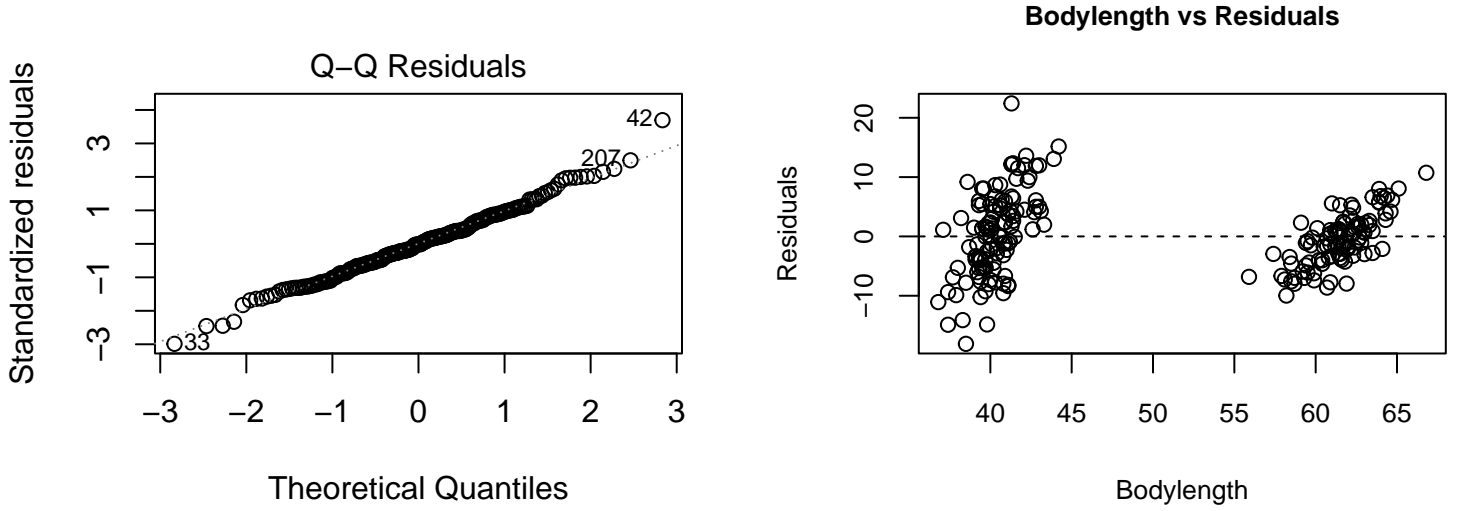 Q−Q Residuals
Standardized residuals
3
1
−1
−3
42
207
33
−3 −2 −1 0 1 2 3
Theoretical Quantiles
Bodylength vs Residuals
Residuals
20
10
0
−10
40 45 50 55 60 65
Bodylength